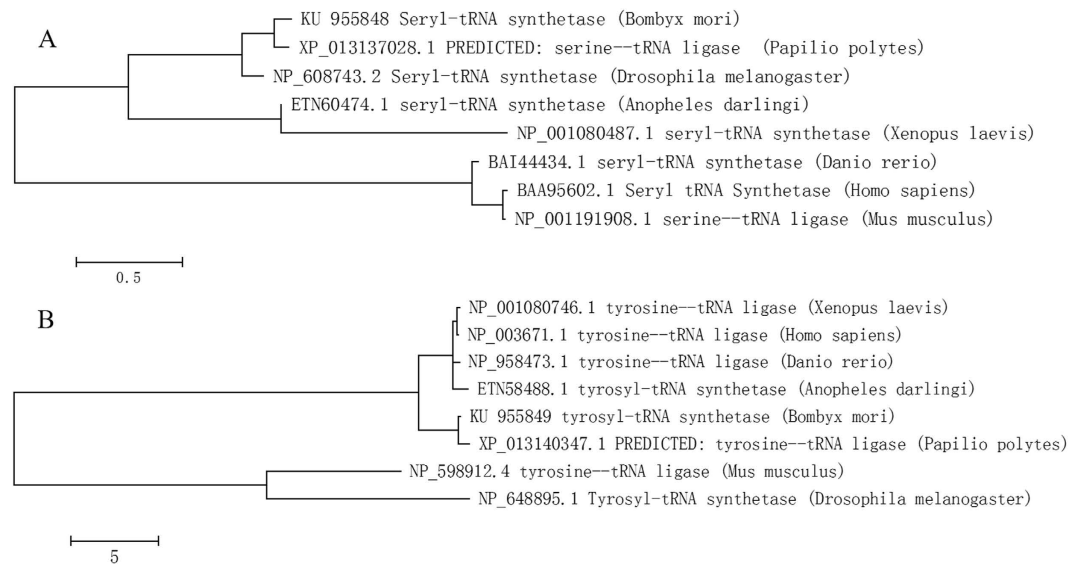 A
KU 955848 Seryl-tRNA synthetase (Bombyx mori)
XP_013137028.1 PREDICTED: serine--tRNA ligase (Papilio polytes)
NP_608743.2 Seryl-tRNA synthetase (Drosophila melanogaster)
ETN60474.1 seryl-tRNA synthetase (Anopheles darlingi)
NP_001080487.1 seryl-tRNA synthetase (Xenopus laevis)
BAI44434.1 seryl-tRNA synthetase (Danio rerio)
BAA95602.1 Seryl tRNA Synthetase (Homo sapiens)
NP_001191908.1 serine--tRNA ligase (Mus musculus)
0.5
B
NP_001080746.1 tyrosine--tRNA ligase (Xenopus laevis)
NP_003671.1 tyrosine--tRNA ligase (Homo sapiens)
NP_958473.1 tyrosine--tRNA ligase (Danio rerio)
ETN58488.1 tyrosyl-tRNA synthetase (Anopheles darlingi)
KU 955849 tyrosyl-tRNA synthetase (Bombyx mori)
XP_013140347.1 PREDICTED: tyrosine--tRNA ligase (Papilio polytes)
NP_598912.4 tyrosine--tRNA ligase (Mus musculus)
NP_648895.1 Tyrosyl-tRNA synthetase (Drosophila melanogaster)
5